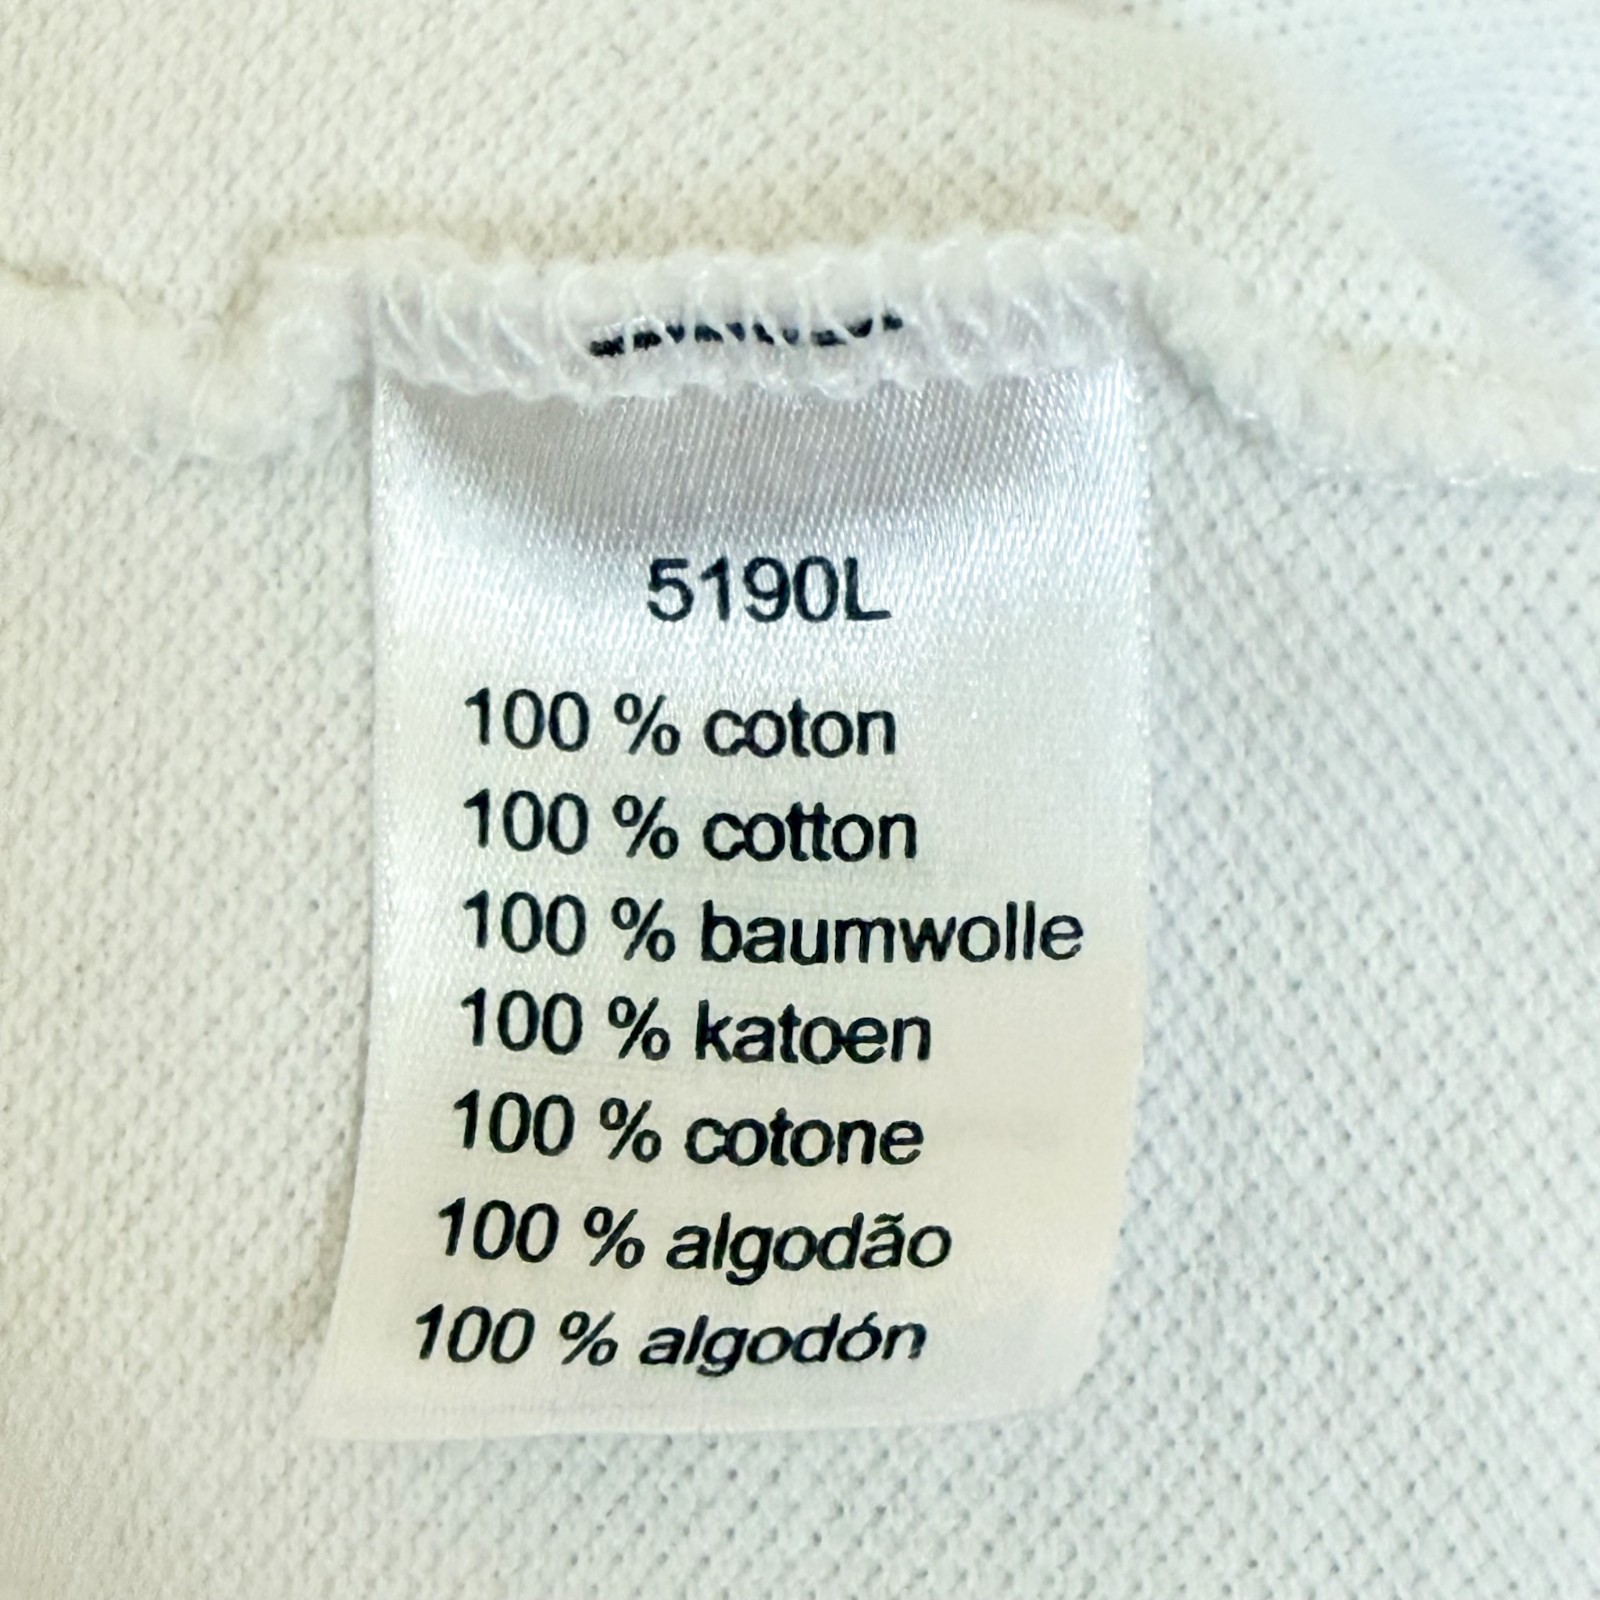 5190L
100 % coton
100 % cotton
100 % baumwolle
100 % katoen
100 % cotone
100 % algodão
100 % algodón